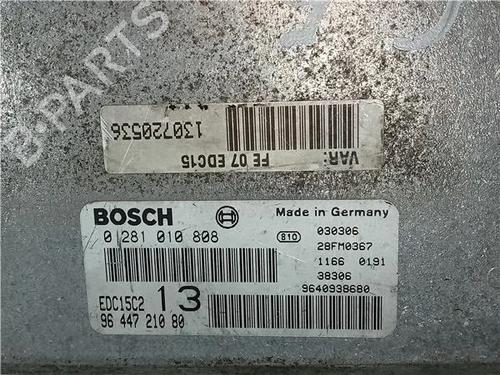 B-PARTS
VAR:
FE 07 EDC15
130720536
BOSCH
Made in Germany
0 281 010 808
810
030306
28FM0367
1166 0191
38306
EDC15C2
13
9640938680
96 447 210 80